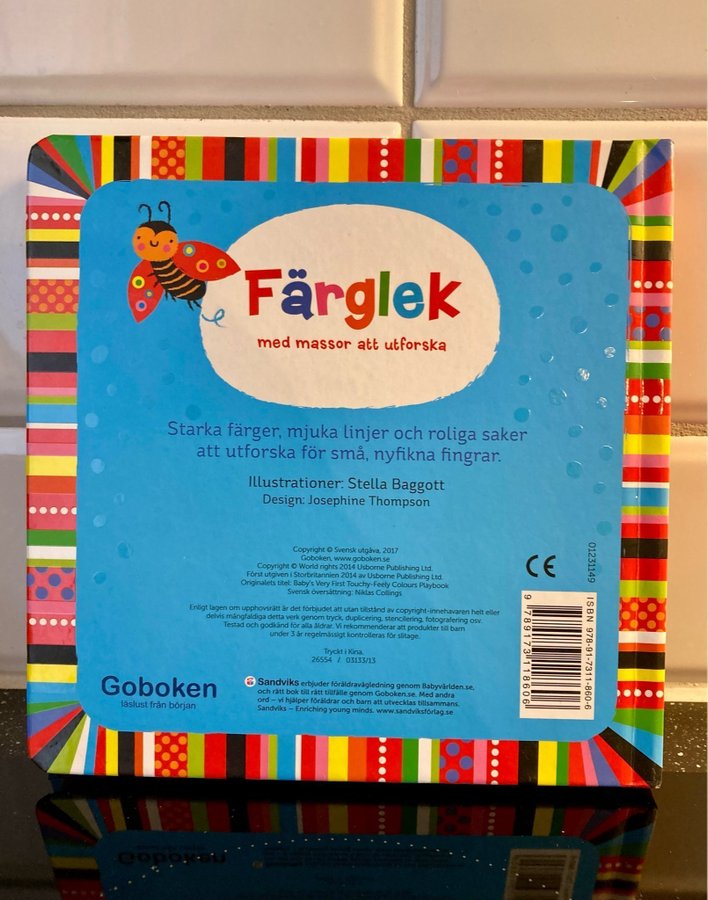 Färglek
med massor att utforska
Starka färger, mjuka linjer och roliga saker
att utforska för små, nyfikna fingrar.
Illustrationer: Stella Baggott
Design: Josephine Thompson
Copyright © Svensk utgåva, 2017
Goboken, www.goboken.se
Copyright © World rights 2014 Usborne Publishing Ltd.
Först utgiven i Storbritannien 2014 av Usborne Publishing Ltd.
Originalets titel: Baby's Very First Touchy-Feely Colours Playbook
Svensk översättning: Niklas Collings
Enligt lagen om upphovsrätt är det förbjudet att utan tillstånd av copyright-innehavaren helt eller
delvis mångfaldiga detta verk genom tryck, duplicering, stencilering, fotografering osv.
Testad och godkänd för alla åldrar. Vi rekommenderar att produkter till barn
under 3 år regelmässigt kontrolleras för slitage.
Tryckt i Kina.
26554 / 03133/13
CE
01231149
ISBN 978-91-7311-860-6
9 789173 118606
Goboken
läslust från början
Sandviks erbjuder föräldravägledning genom Babyvärlden.se,
och rätt bok till rätt tillfälle genom Goboken.se. Med andra
ord – vi hjälper föräldrar och barn att utvecklas tillsammans.
Sandviks – Enriching young minds. www.sandviksförlag.se